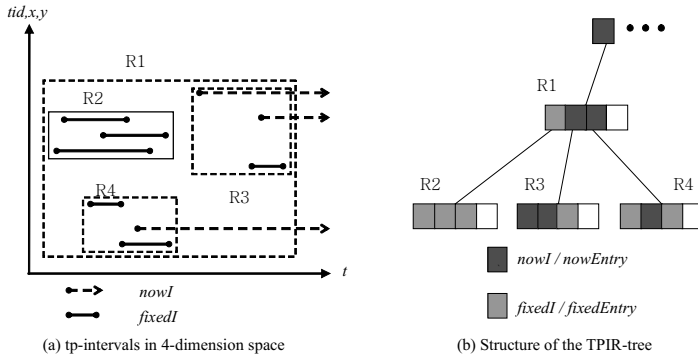 tid,x,y
R1
R2
R4
R3
t
nowI
fixedI
(a) tp-intervals in 4-dimension space
R1
R2
R3
R4
nowI / nowEntry
fixedI / fixedEntry
(b) Structure of the TPIR-tree